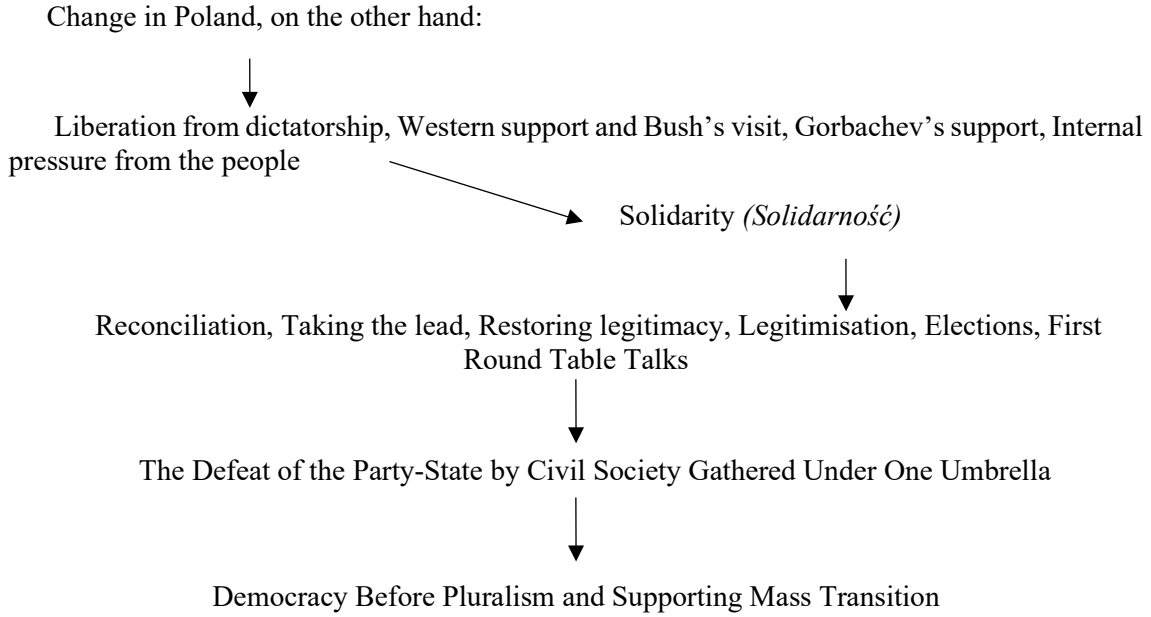 Change in Poland, on the other hand:
Liberation from dictatorship, Western support and Bush’s visit, Gorbachev’s support, Internal
pressure from the people
Solidarity (Solidarność)
Reconciliation, Taking the lead, Restoring legitimacy, Legitimisation, Elections, First
Round Table Talks
The Defeat of the Party-State by Civil Society Gathered Under One Umbrella
Democracy Before Pluralism and Supporting Mass Transition